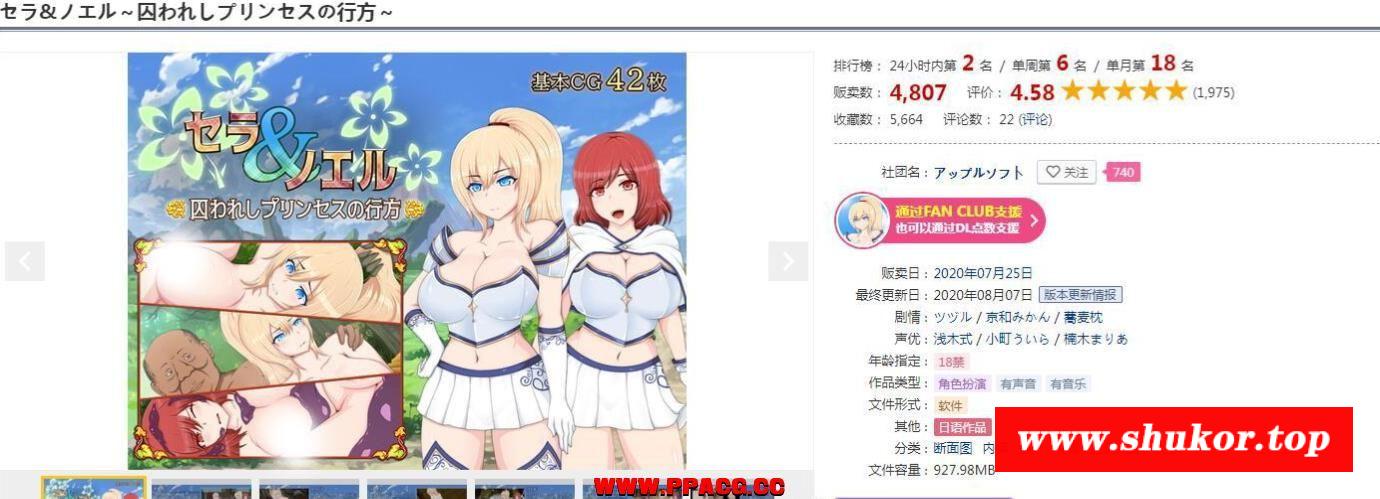 セラ&ノエル～囚われしプリンセスの行方～
基本CG42枚
セラ
&
ノエル
囚われしプリンセスの行方
排行榜： 24小时内第 2 名 / 单周第 6 名 / 单月第 18 名
贩卖数： 4,807 评价： 4.58 ★★★★★ (1,975)
收藏数： 5,664 评论数： 22 (评论)
社团名： アップルソフト ♡ 关注 740
通过FAN CLUB支援
也可以通过DL点数支援
贩卖日： 2020年07月25日
最终更新日： 2020年08月07日 版本更新情报
剧情： ツヅル / 京和みかん / 蕎麦枕
声优： 浅木式 / 小町ういら / 楠木まりあ
年龄指定： 18禁
作品类型： 角色扮演 有声音 有音乐
文件形式： 软件
其他： 日语作品
分类： 断面图 内
文件容量： 927.98MB
www.shukor.top
WWW.PPACG.CC